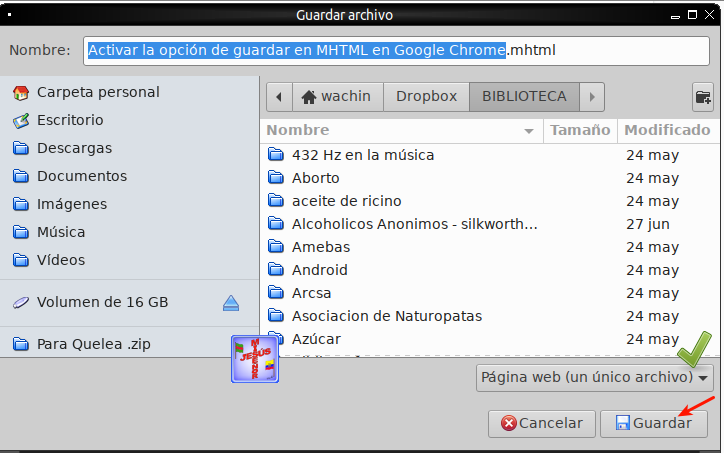 Guardar archivo
Nombre: Activar la opción de guardar en MHTML en Google Chrome.mhtml
Carpeta personal
Escritorio
Descargas
Documentos
Imágenes
Música
Vídeos
Volumen de 16 GB
Para Quelea .zip
wachin Dropbox BIBLIOTECA
Nombre Tamaño Modificado
432 Hz en la música 24 may
Aborto 24 may
aceite de ricino 24 may
Alcoholicos Anonimos - silkworth... 27 jun
Amebas 24 may
Android 24 may
Arcsa 24 may
Asociacion de Naturopatas 24 may
Azúcar 24 may
JESÚS
Página web (un único archivo)
Cancelar Guardar